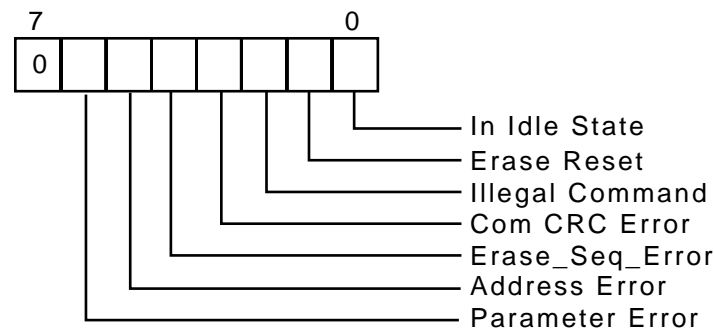 7 0
0
In Idle State
Erase Reset
Illegal Command
Com CRC Error
Erase_Seq_Error
Address Error
Parameter Error